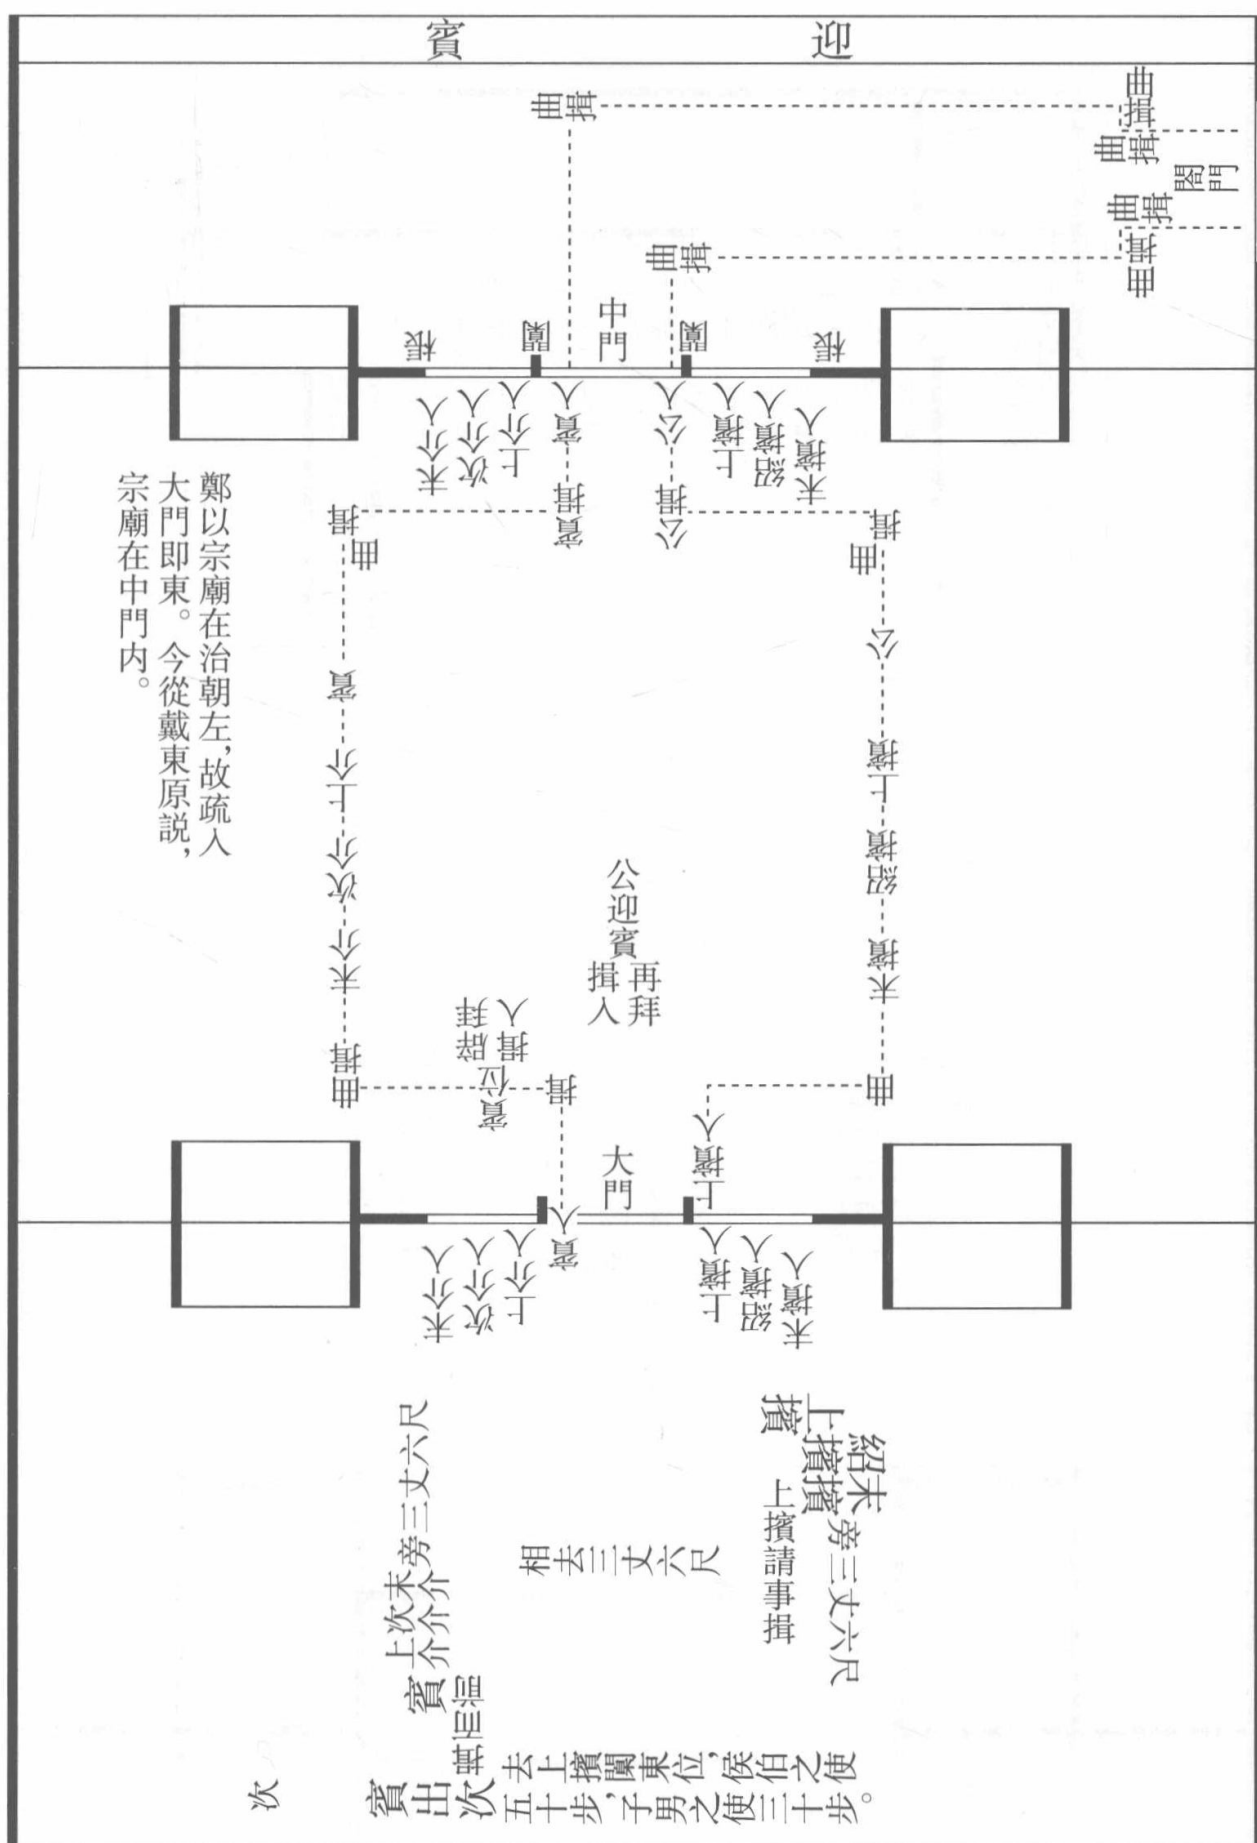 迎賓
曲揖
曲揖
曲揖
閤門
曲揖
曲揖
曲揖
中門
闑
闑
棖
棖
賓入
上介入
次介入
末介入
公入
上擯入
紹擯入
末擯入
賓揖
公揖
揖曲
揖曲
鄭以宗廟在治朝左，故疏入
大門即東。今從戴東原説，
宗廟在中門内。
賓
上介
次介
末介
揖曲
公
上擯
紹擯
末擯
曲
公迎賓
再拜
揖入
賓位
揖入
辟拜
揖
大門
上擯入
賓入
上介入
次介入
末介入
上擯入
紹擯入
末擯入
上擯
紹擯
末擯
旁三丈六尺
上擯請事揖
相去三丈六尺
上介
次介
末介
旁三丈六尺
賓
次
賓出次
去上擯闑東位，侯伯之使
五十步，子男之使三十步。